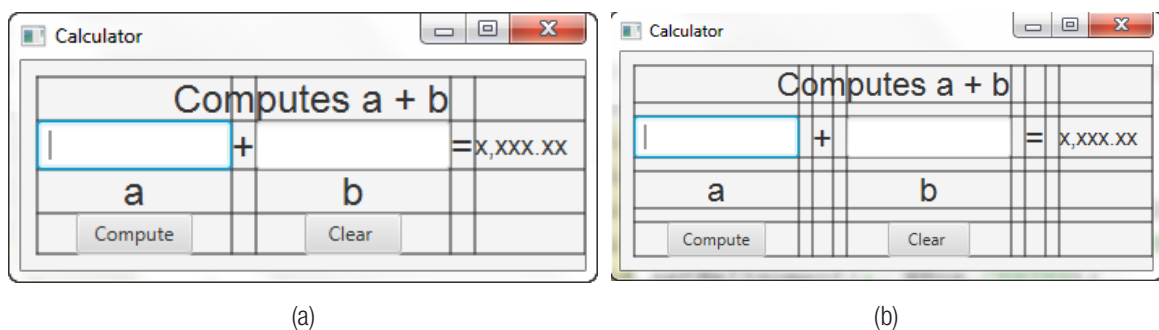 Calculator
Computes a + b
+ = x,xxx.xx
a b
Compute Clear
(a)
Calculator
Computes a + b
+ = x,xxx.xx
a b
Compute Clear
(b)